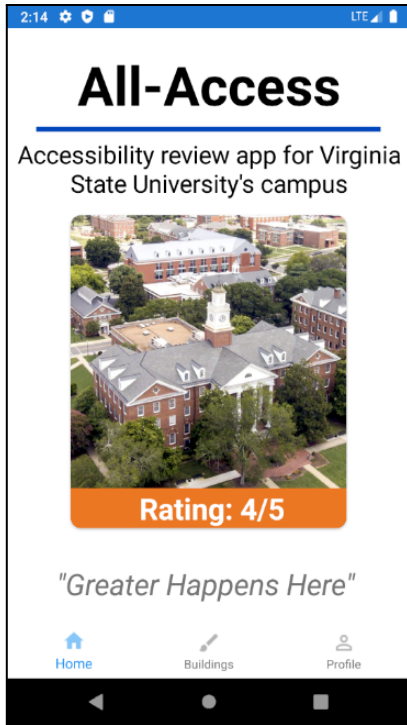 2:14 LTE
All-Access
Accessibility review app for Virginia
State University's campus
Rating: 4/5
"Greater Happens Here"
Home Buildings Profile